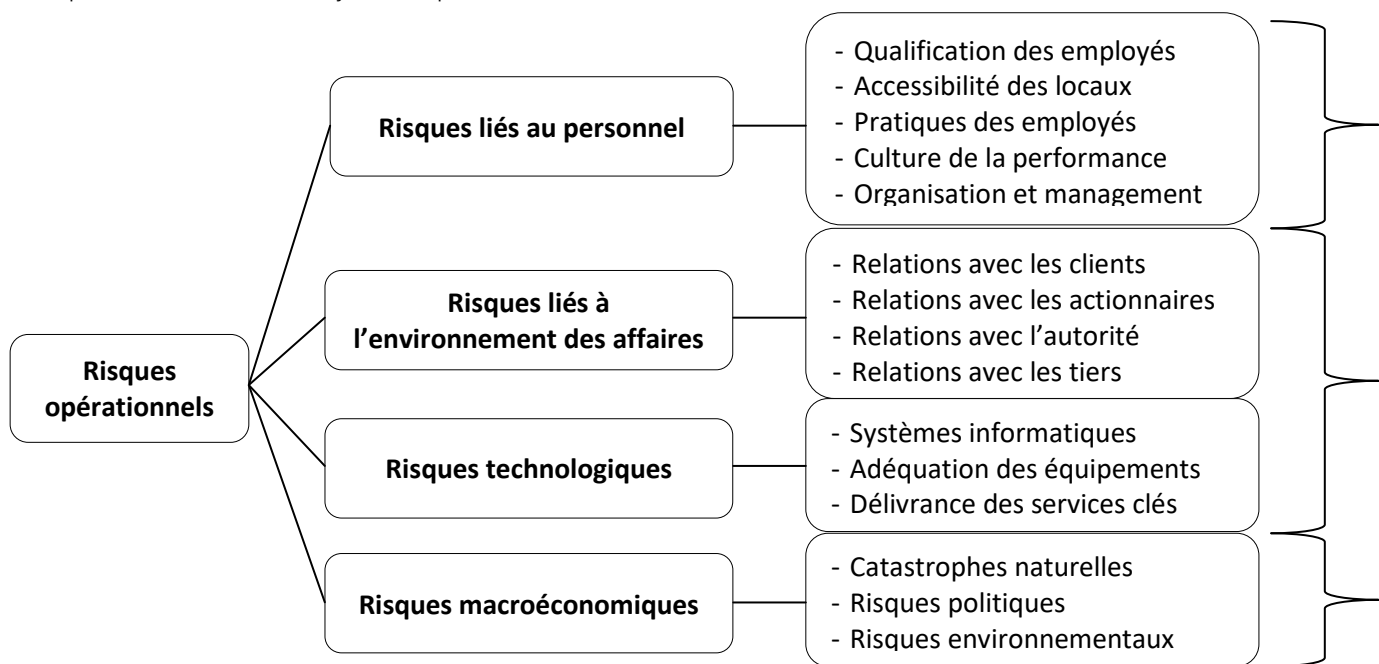 Risques
opérationnels
Risques liés au personnel
- Qualification des employés
- Accessibilité des locaux
- Pratiques des employés
- Culture de la performance
- Organisation et management
Risques liés à
l’environnement des affaires
- Relations avec les clients
- Relations avec les actionnaires
- Relations avec l’autorité
- Relations avec les tiers
Risques technologiques
- Systèmes informatiques
- Adéquation des équipements
- Délivrance des services clés
Risques macroéconomiques
- Catastrophes naturelles
- Risques politiques
- Risques environnementaux